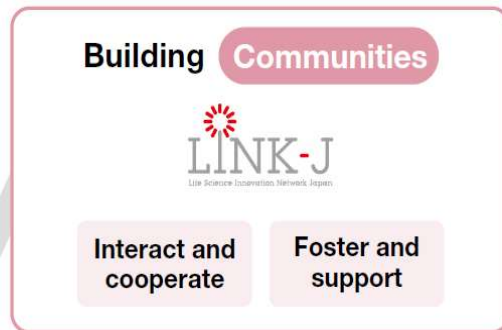 Building Communities
LINK-J
Life Science Innovation Network Japan
Interact and
cooperate
Foster and
support